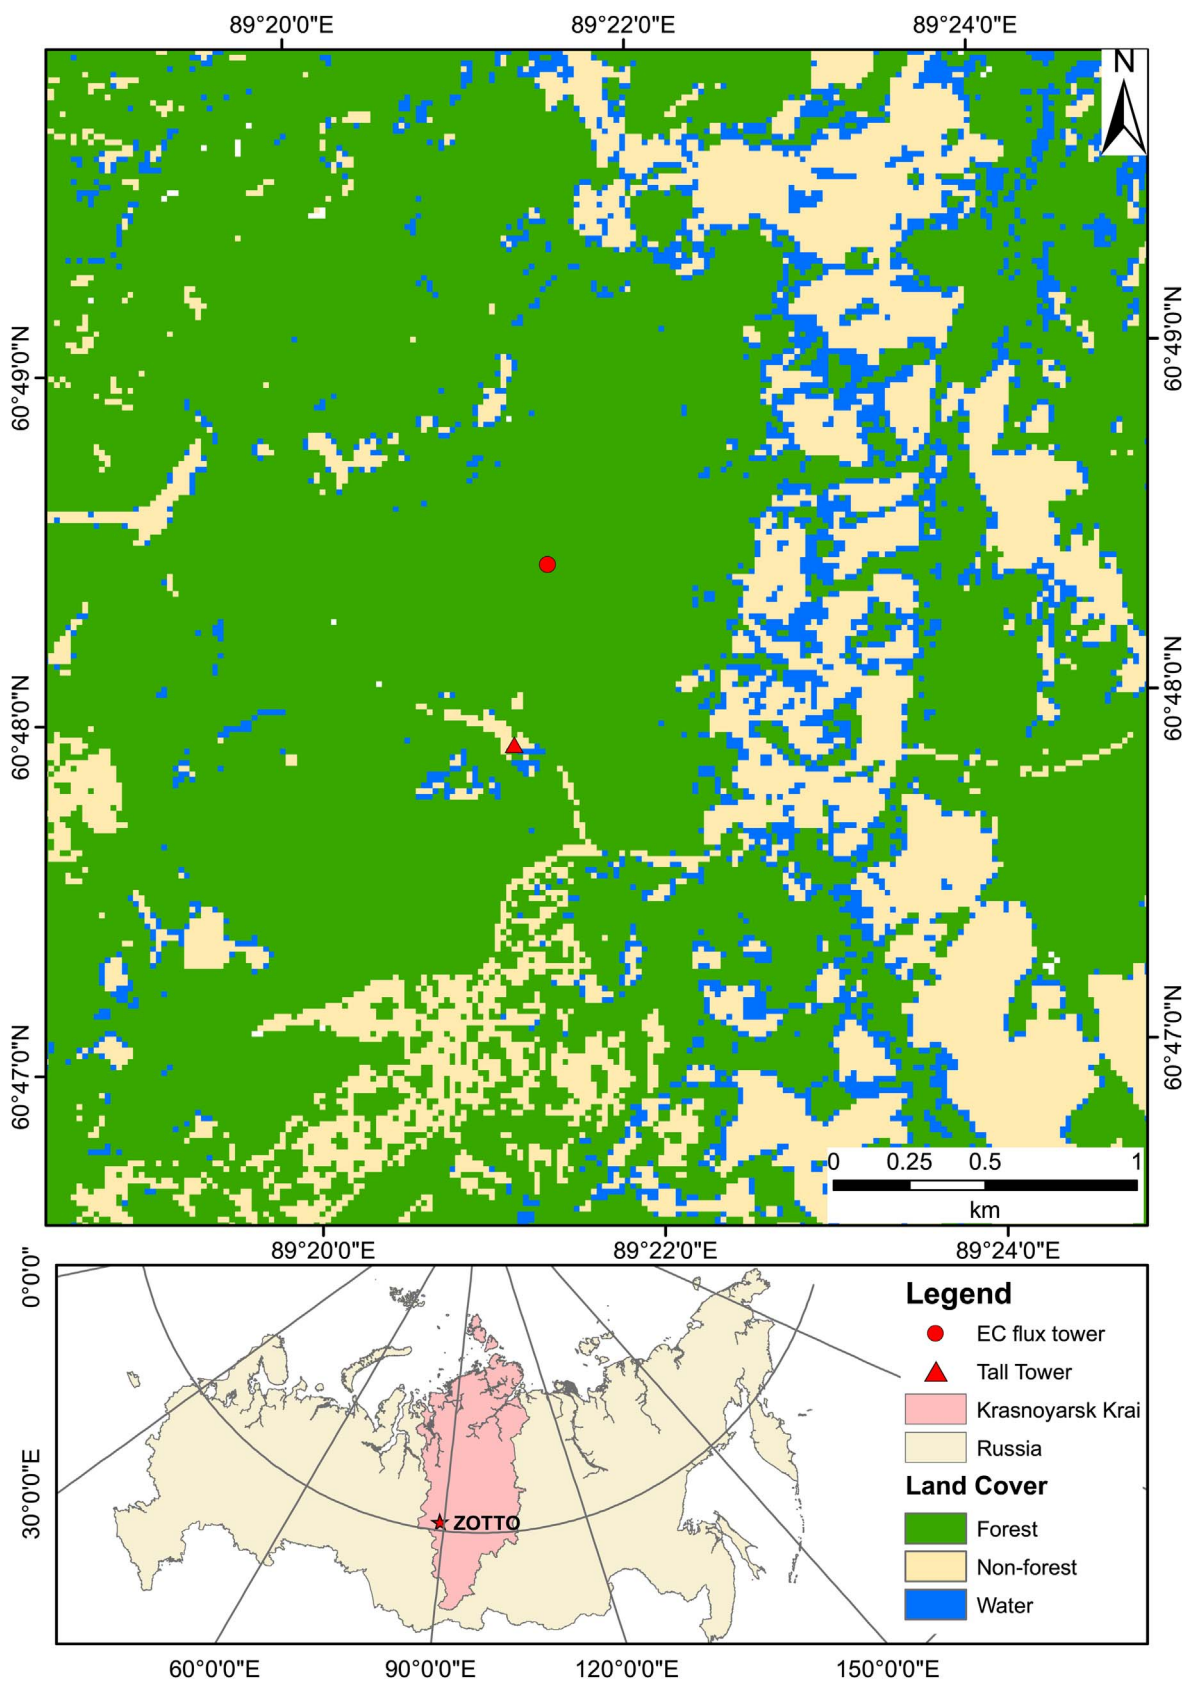 89°20'0"E 89°22'0"E 89°24'0"E
N
60°49'0"N
60°49'0"N
60°48'0"N
60°48'0"N
60°47'0"N
60°47'0"N
0 0.25 0.5 1
km
89°20'0"E 89°22'0"E 89°24'0"E
0°0'0"
30°0'0"E
ZOTTO
Legend
EC flux tower
Tall Tower
Krasnoyarsk Krai
Russia
Land Cover
Forest
Non-forest
Water
60°0'0"E 90°0'0"E 120°0'0"E 150°0'0"E